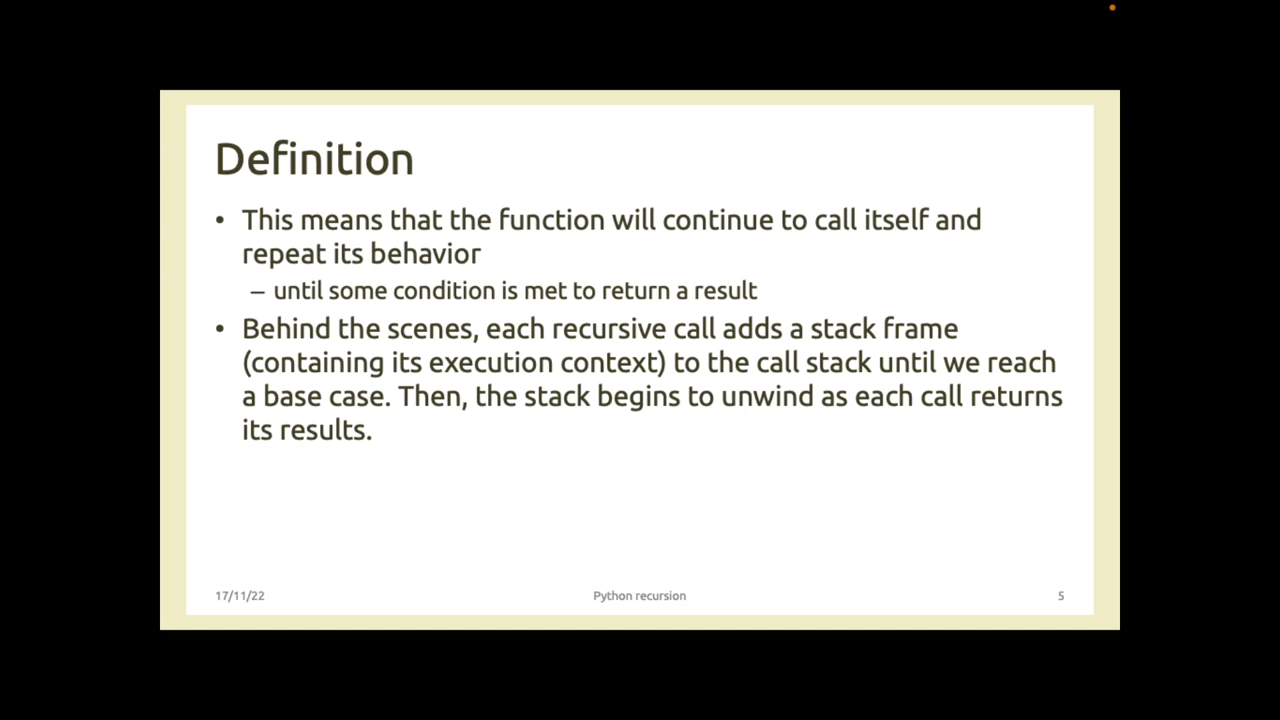 Definition
• This means that the function will continue to call itself and
repeat its behavior
– until some condition is met to return a result
• Behind the scenes, each recursive call adds a stack frame
(containing its execution context) to the call stack until we reach
a base case. Then, the stack begins to unwind as each call returns
its results.
17/11/22 Python recursion 5